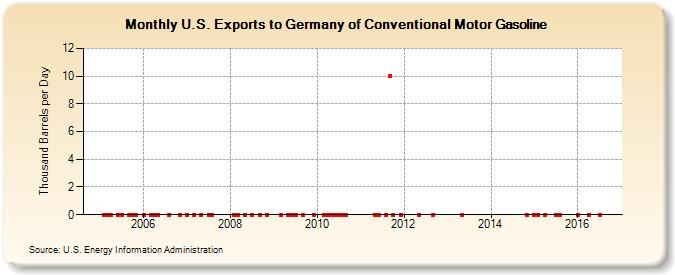 Monthly U.S. Exports to Germany of Conventional Motor Gasoline
Thousand Barrels per Day
12
10
8
6
4
2
0
2006 2008 2010 2012 2014 2016
Source: U.S. Energy Information Administration